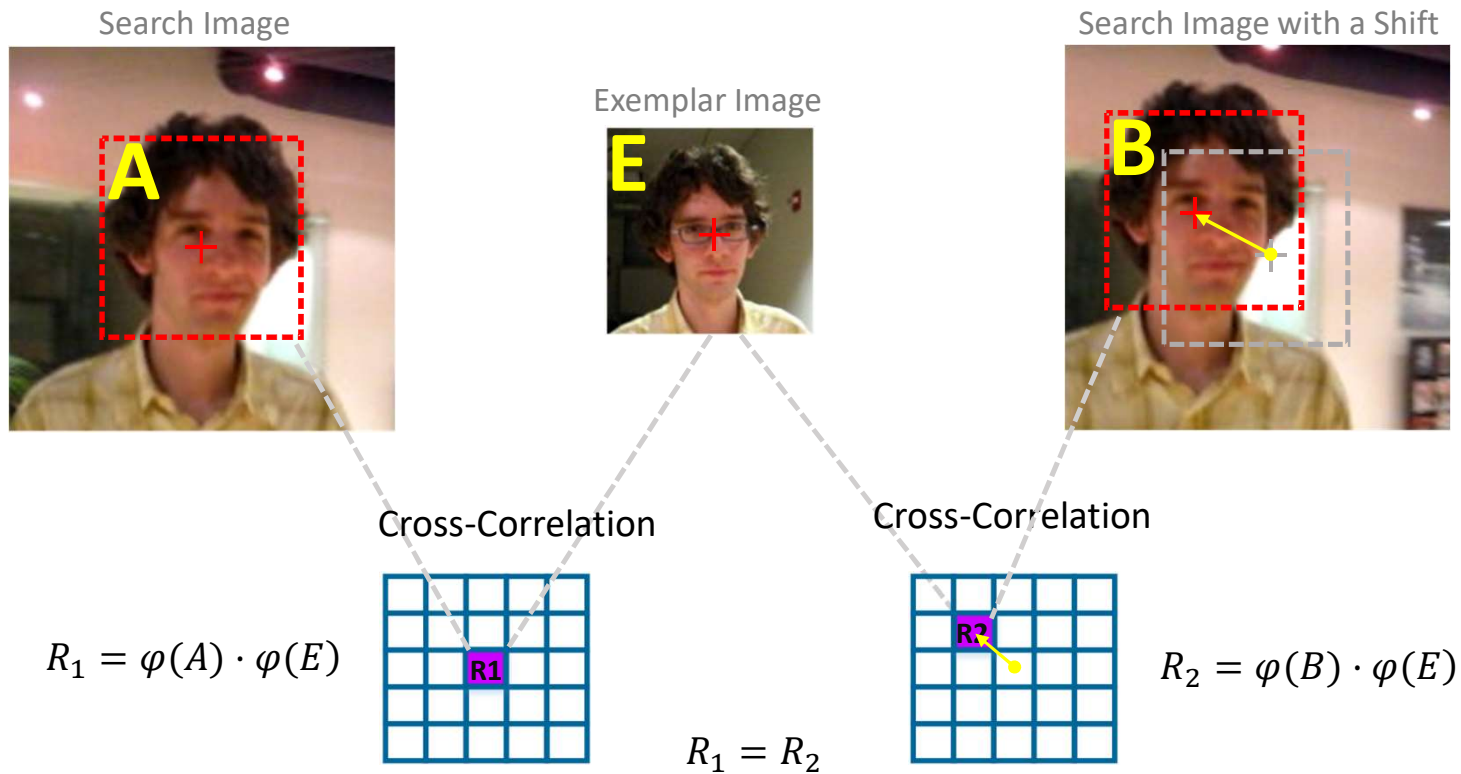 Search Image
Exemplar Image
Search Image with a Shift
A
E
B
Cross-Correlation
Cross-Correlation
R1
R2
R₁ = φ(A) · φ(E)
R₂ = φ(B) · φ(E)
R₁ = R₂